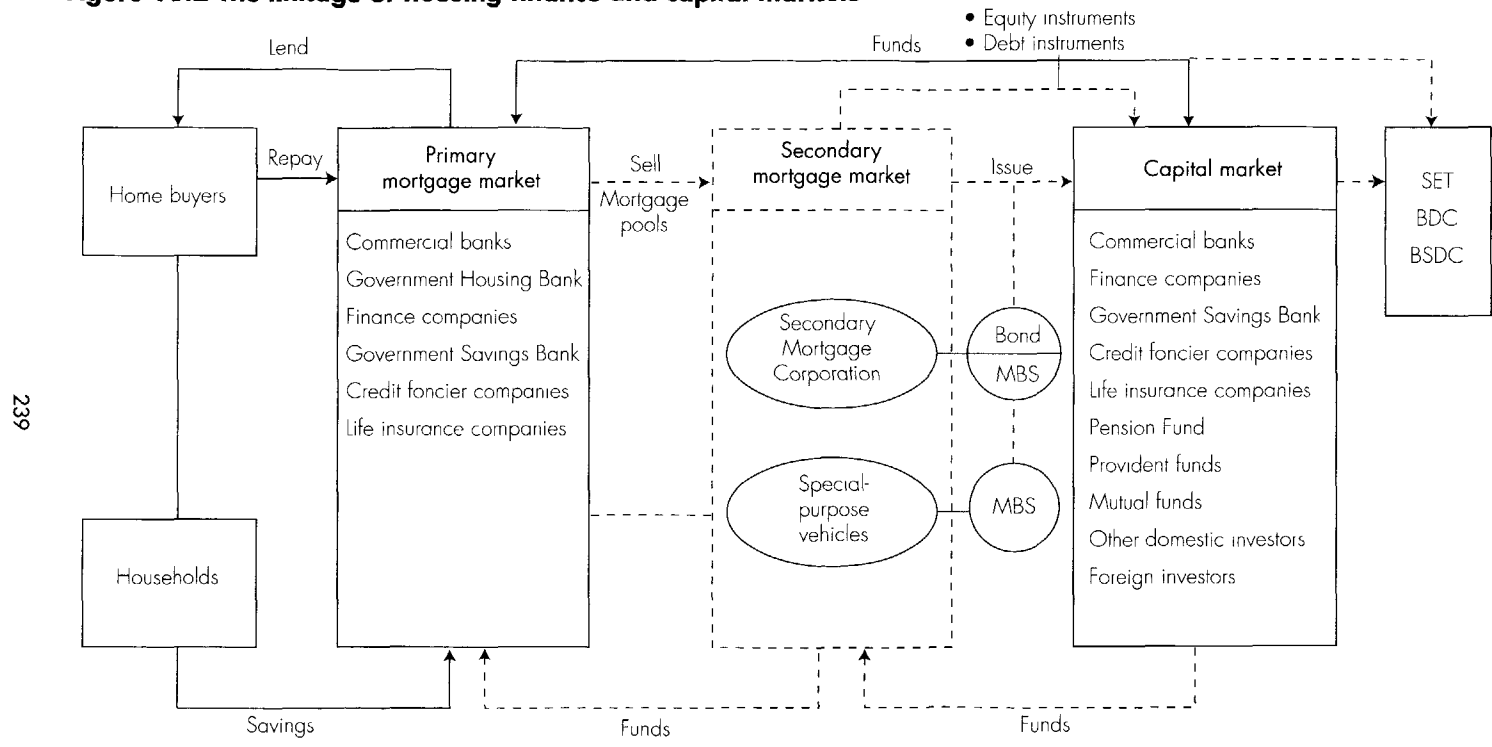 • Equity instruments
• Debt instruments
Lend
Funds
Home buyers
Repay
Primary
mortgage market
Commercial banks
Government Housing Bank
Finance companies
Government Savings Bank
Credit foncier companies
Life insurance companies
Sell
Mortgage
pools
Secondary
mortgage market
Secondary
Mortgage
Corporation
Special-
purpose
vehicles
Issue
Bond
MBS
MBS
Capital market
Commercial banks
Finance companies
Government Savings Bank
Credit foncier companies
Life insurance companies
Pension Fund
Provident funds
Mutual funds
Other domestic investors
Foreign investors
SET
BDC
BSDC
Households
Savings
Funds
Funds
239